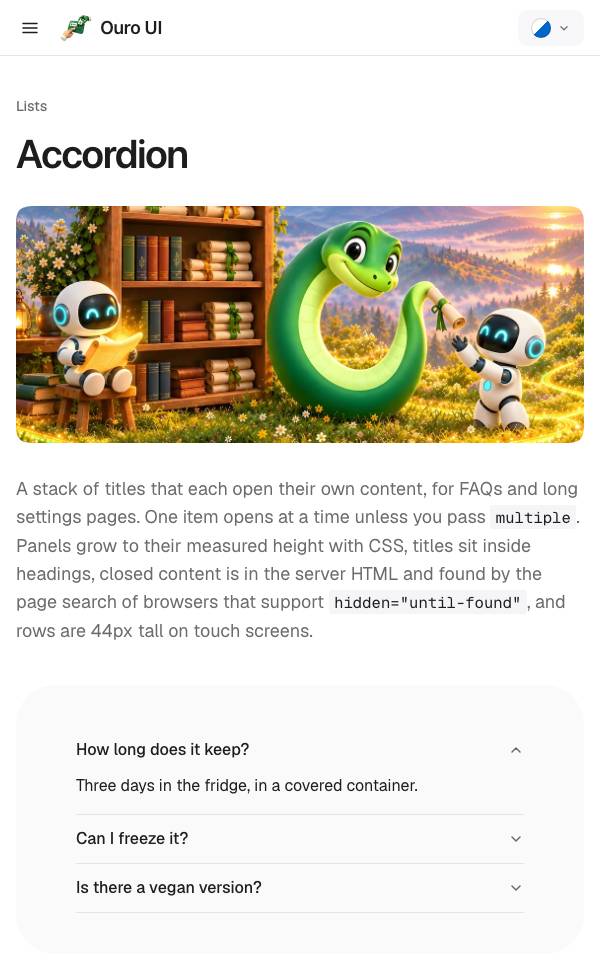 Ouro UI
Lists
Accordion
A stack of titles that each open their own content, for FAQs and long
settings pages. One item opens at a time unless you pass multiple.
Panels grow to their measured height with CSS, titles sit inside
headings, closed content is in the server HTML and found by the
page search of browsers that support hidden="until-found", and
rows are 44px tall on touch screens.
How long does it keep?
Three days in the fridge, in a covered container.
Can I freeze it?
Is there a vegan version?